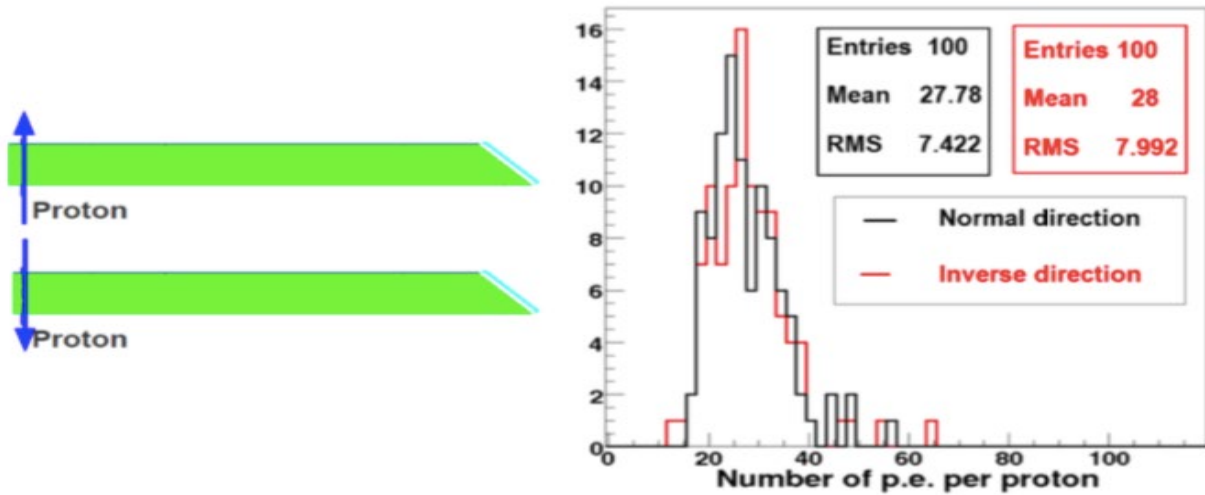 Proton
Proton
16
14
12
10
8
6
4
2
0
0 20 40 60 80 100
Number of p.e. per proton
Entries 100
Mean 27.78
RMS 7.422
Entries 100
Mean 28
RMS 7.992
Normal direction
Inverse direction